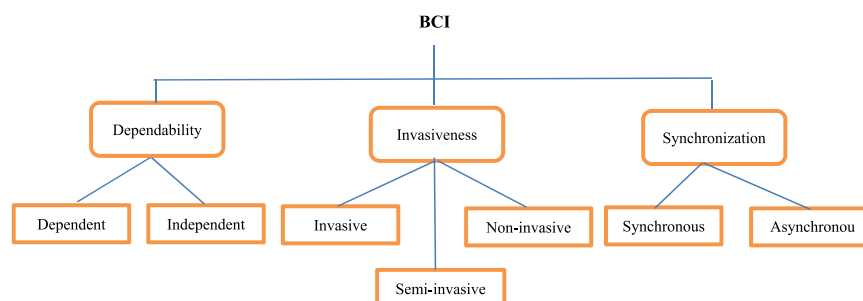 BCI
Dependability
Invasiveness
Synchronization
Dependent
Independent
Invasive
Non-invasive
Synchronous
Asynchronou
Semi-invasive